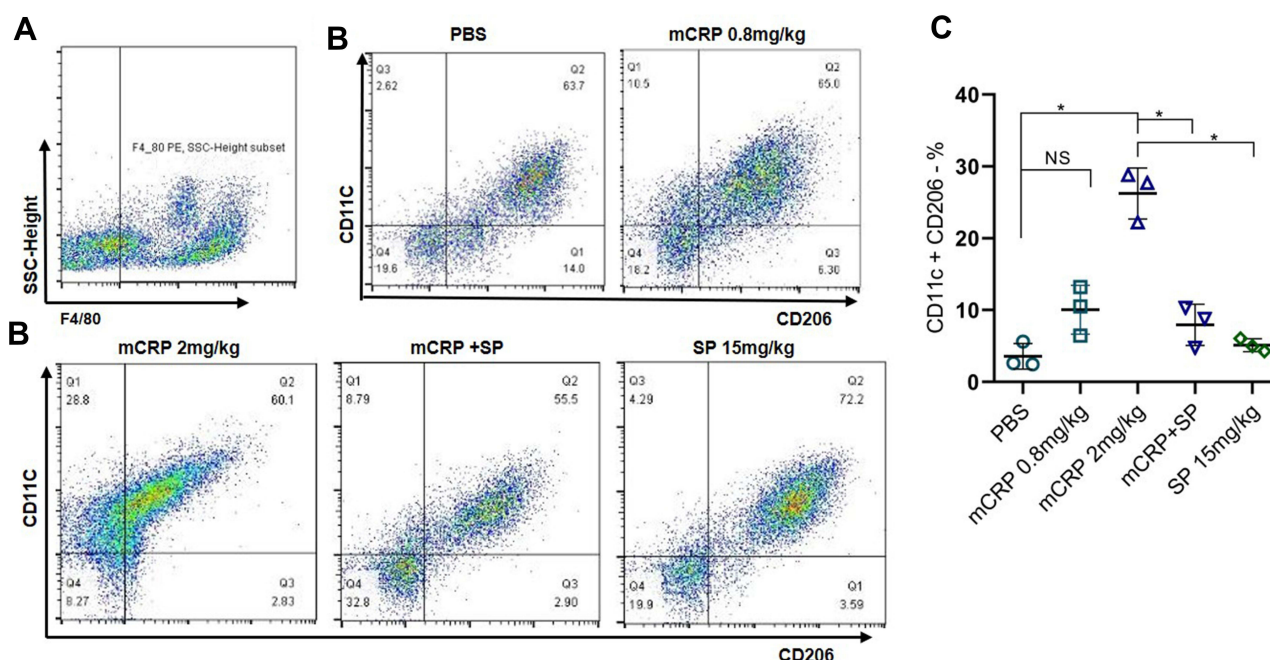 A
SSC-Height
F4_80 PE, SSC-Height subset
F4/80
B
PBS
mCRP 0.8mg/kg
CD11C
Q3
2.62
Q2
63.7
Q4
19.6
Q1
14.0
Q1
10.5
Q2
65.0
Q4
18.2
Q3
6.30
CD206
B
mCRP 2mg/kg
mCRP +SP
SP 15mg/kg
CD11C
Q1
28.8
Q2
60.1
Q4
8.27
Q3
2.83
Q1
8.79
Q2
55.5
Q4
32.8
Q3
2.90
Q3
4.29
Q2
72.2
Q4
19.9
Q1
3.59
CD206
C
CD11c + CD206 - %
40
30
20
10
0
*
*
*
NS
PBS
mCRP 0.8mg/kg
mCRP 2mg/kg
mCRP+SP
SP 15mg/kg